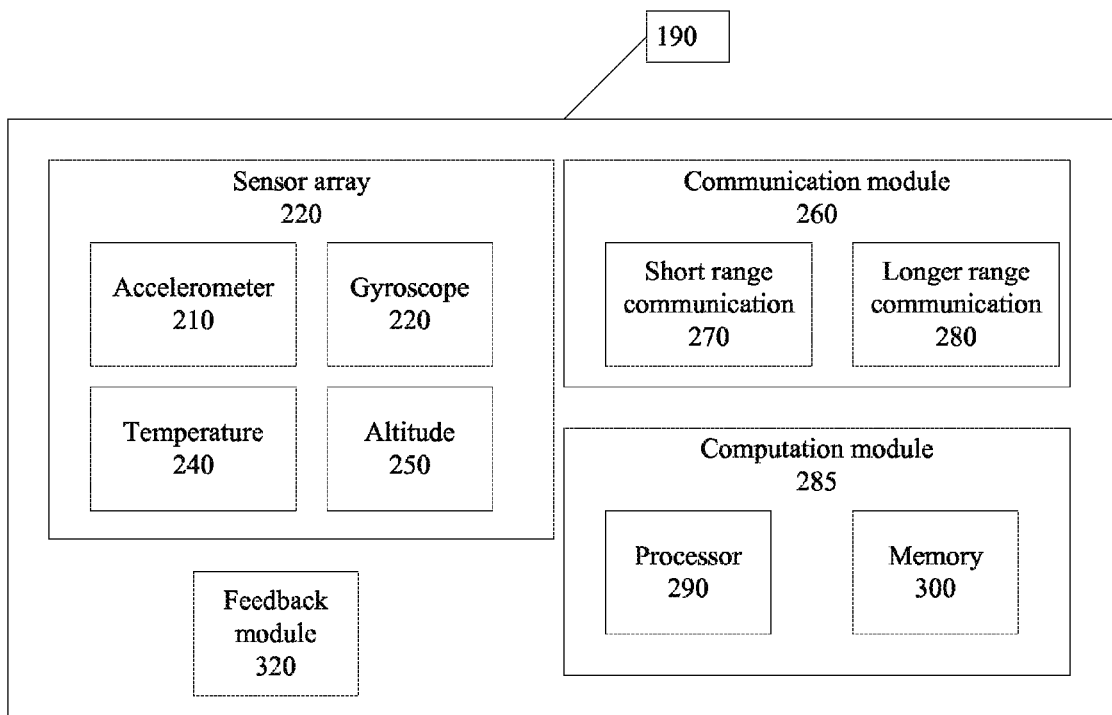 190
Sensor array
220
Accelerometer
210
Gyroscope
220
Temperature
240
Altitude
250
Feedback
module
320
Communication module
260
Short range
communication
270
Longer range
communication
280
Computation module
285
Processor
290
Memory
300